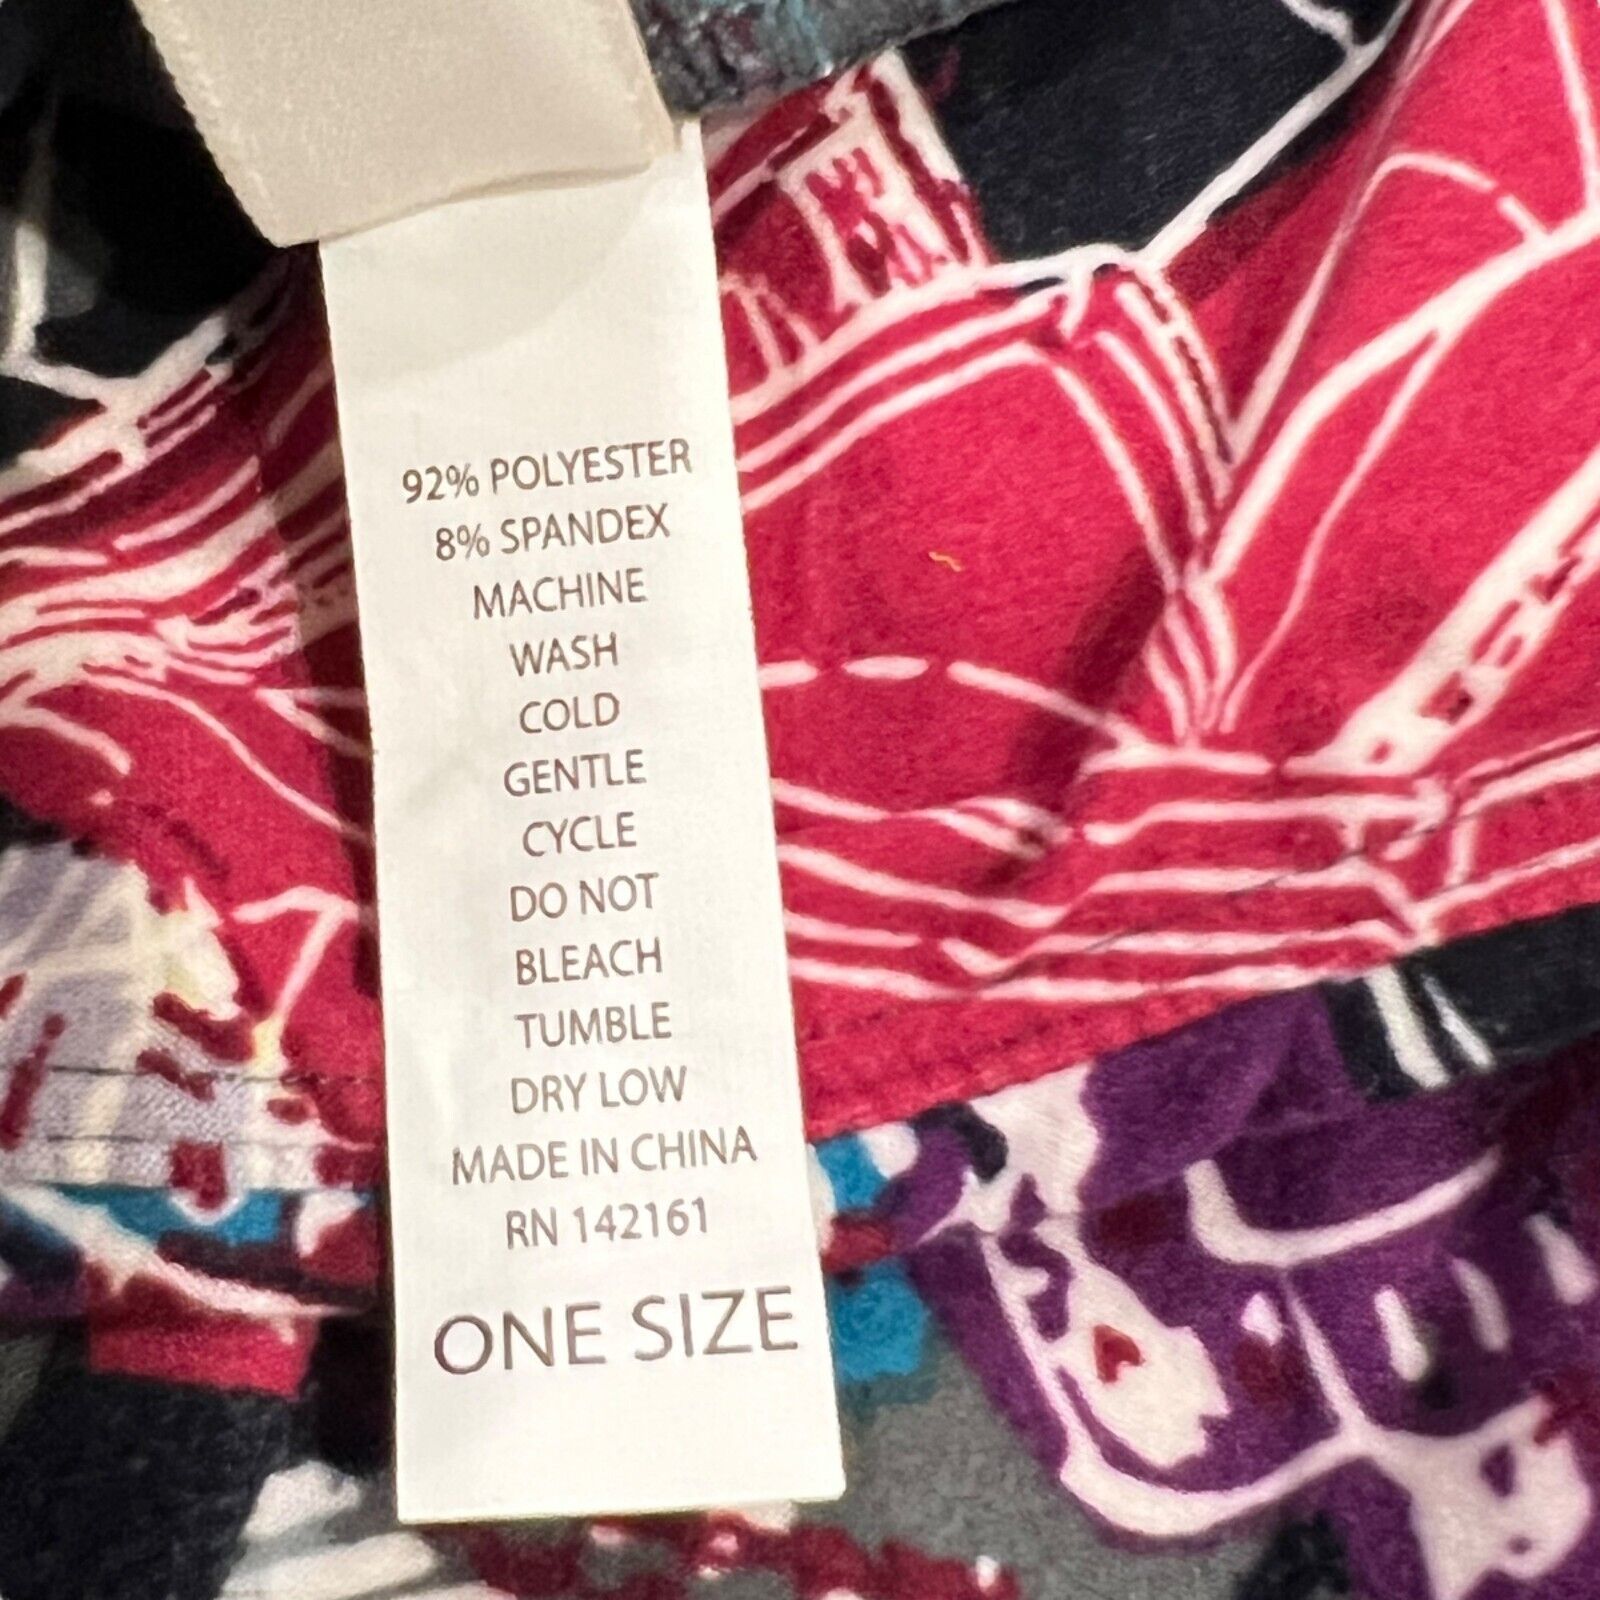 92% POLYESTER
8% SPANDEX
MACHINE
WASH
COLD
GENTLE
CYCLE
DO NOT
BLEACH
TUMBLE
DRY LOW
MADE IN CHINA
RN 142161
ONE SIZE